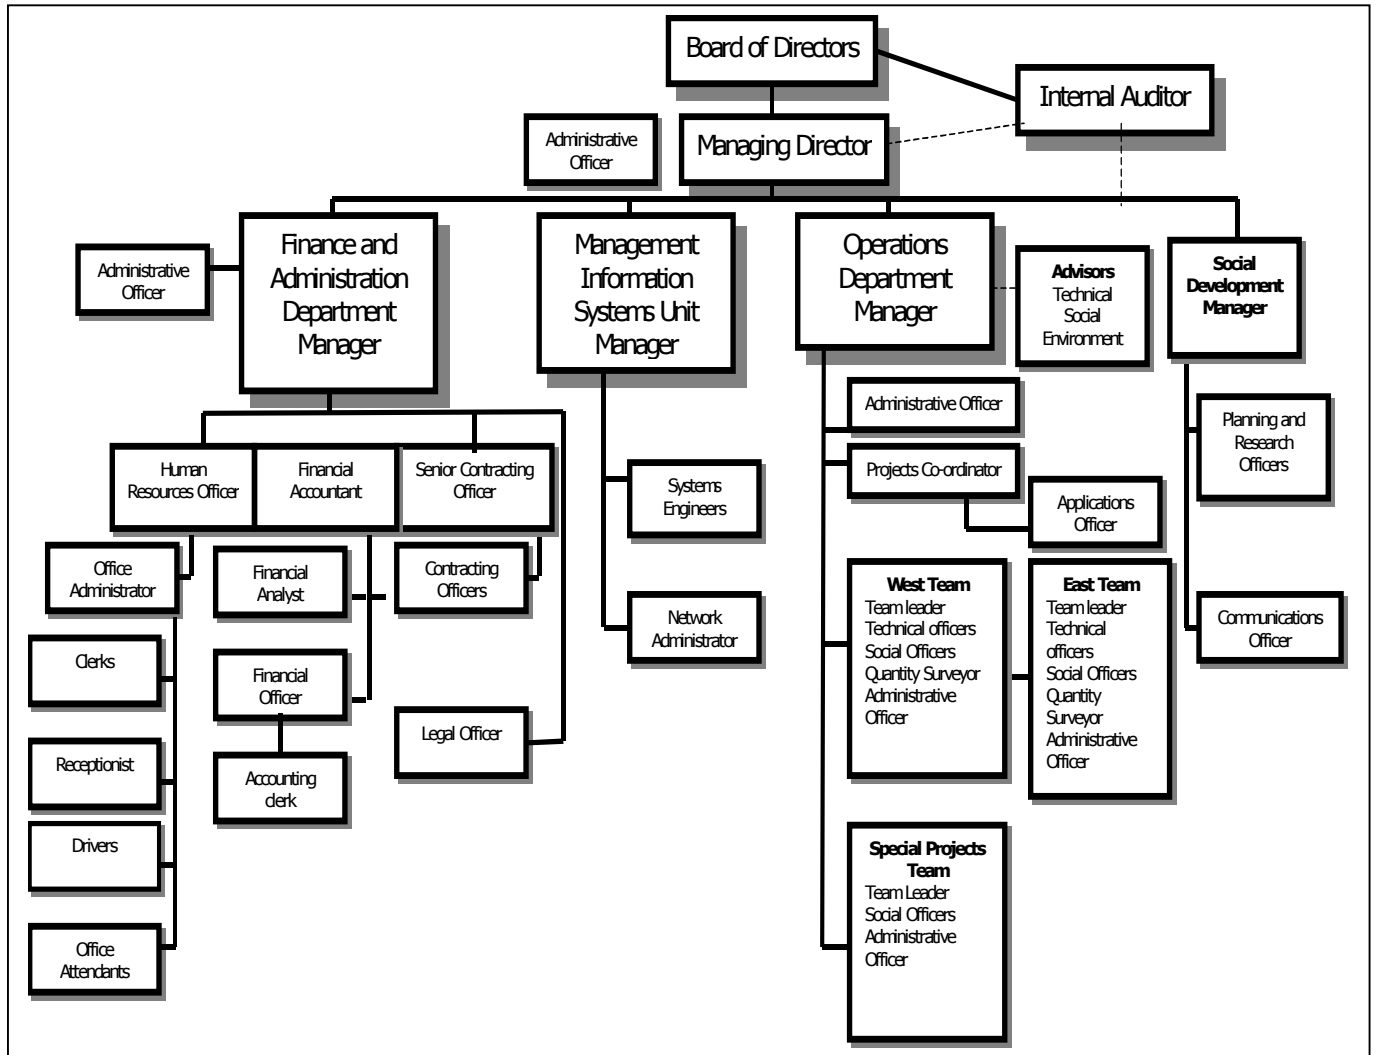 Board of Directors
Internal Auditor
Administrative
Officer
Managing Director
Administrative
Officer
Finance and
Administration
Department
Manager
Management
Information
Systems Unit
Manager
Operations
Department
Manager
Advisors
Technical
Social
Environment
Social
Development
Manager
Administrative Officer
Planning and
Research
Officers
Human
Resources Officer
Financial
Accountant
Senior Contracting
Officer
Projects Co-ordinator
Systems
Engineers
Applications
Officer
Office
Administrator
Financial
Analyst
Contracting
Officers
West Team
Team leader
Technical officers
Social Officers
Quantity Surveyor
Administrative
Officer
East Team
Team leader
Technical
officers
Social Officers
Quantity
Surveyor
Administrative
Officer
Network
Administrator
Communications
Officer
Clerks
Financial
Officer
Legal Officer
Receptionist
Accounting
clerk
Drivers
Special Projects
Team
Team Leader
Social Officers
Administrative
Officer
Office
Attendants